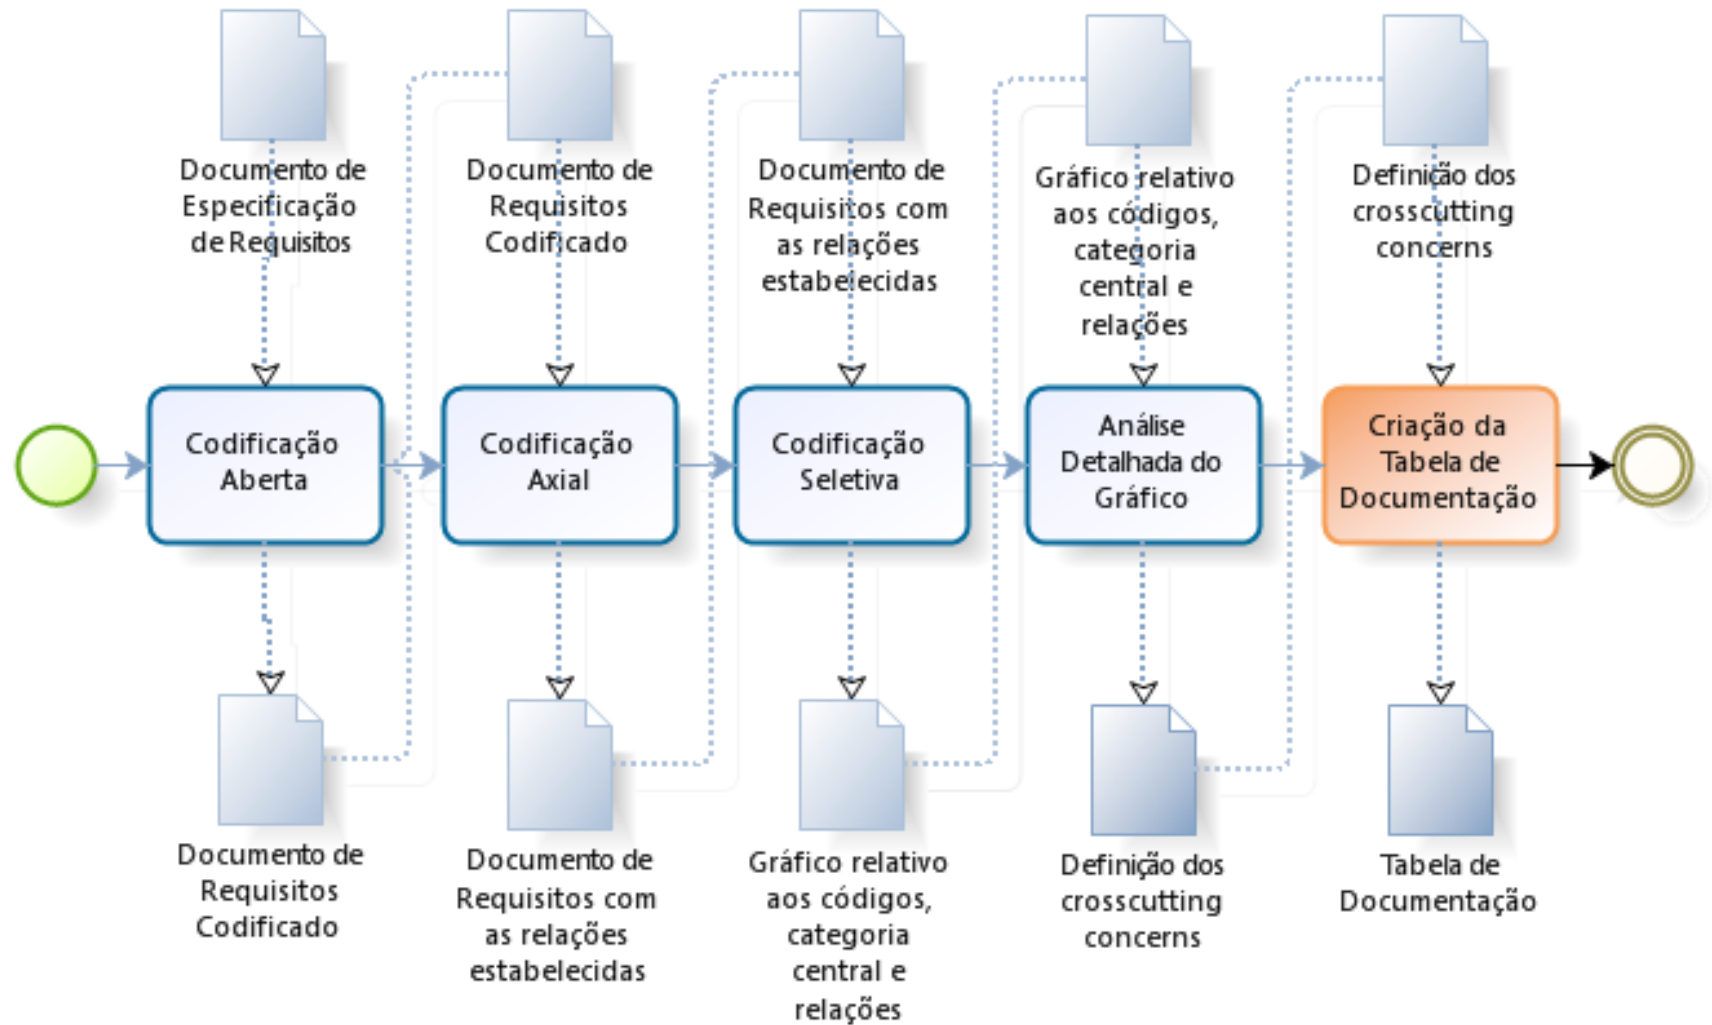 Documento de
Especificação
de Requisitos
Documento de
Requisitos
Codificado
Documento de
Requisitos com
as relações
estabelecidas
Gráfico relativo
aos códigos,
categoria
central e
relações
Definição dos
crosscutting
concerns
Codificação
Aberta
Codificação
Axial
Codificação
Seletiva
Análise
Detalhada do
Gráfico
Criação da
Tabela de
Documentação
Documento de
Requisitos
Codificado
Documento de
Requisitos com
as relações
estabelecidas
Gráfico relativo
aos códigos,
categoria
central e
relações
Definição dos
crosscutting
concerns
Tabela de
Documentação